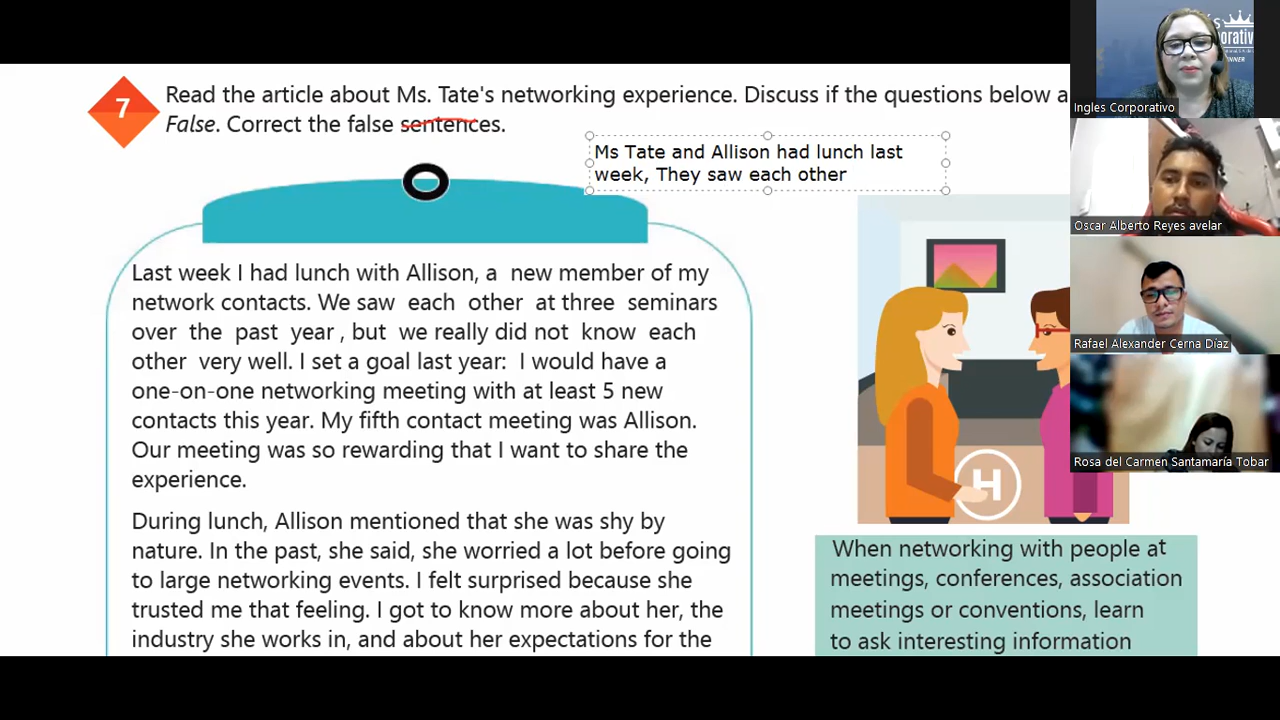 7
Read the article about Ms. Tate's networking experience. Discuss if the questions below a
False. Correct the false sentences.
Ms Tate and Allison had lunch last
week, They saw each other
Last week I had lunch with Allison, a new member of my
network contacts. We saw each other at three seminars
over the past year , but we really did not know each
other very well. I set a goal last year: I would have a
one-on-one networking meeting with at least 5 new
contacts this year. My fifth contact meeting was Allison.
Our meeting was so rewarding that I want to share the
experience.
During lunch, Allison mentioned that she was shy by
nature. In the past, she said, she worried a lot before going
to large networking events. I felt surprised because she
trusted me that feeling. I got to know more about her, the
industry she works in, and about her expectations for the
H
When networking with people at
meetings, conferences, association
meetings or conventions, learn
to ask interesting information
Ingles Corporativo
Oscar Alberto Reyes avelar
Rafael Alexander Cerna Díaz
Rosa del Carmen Santamaría Tobar